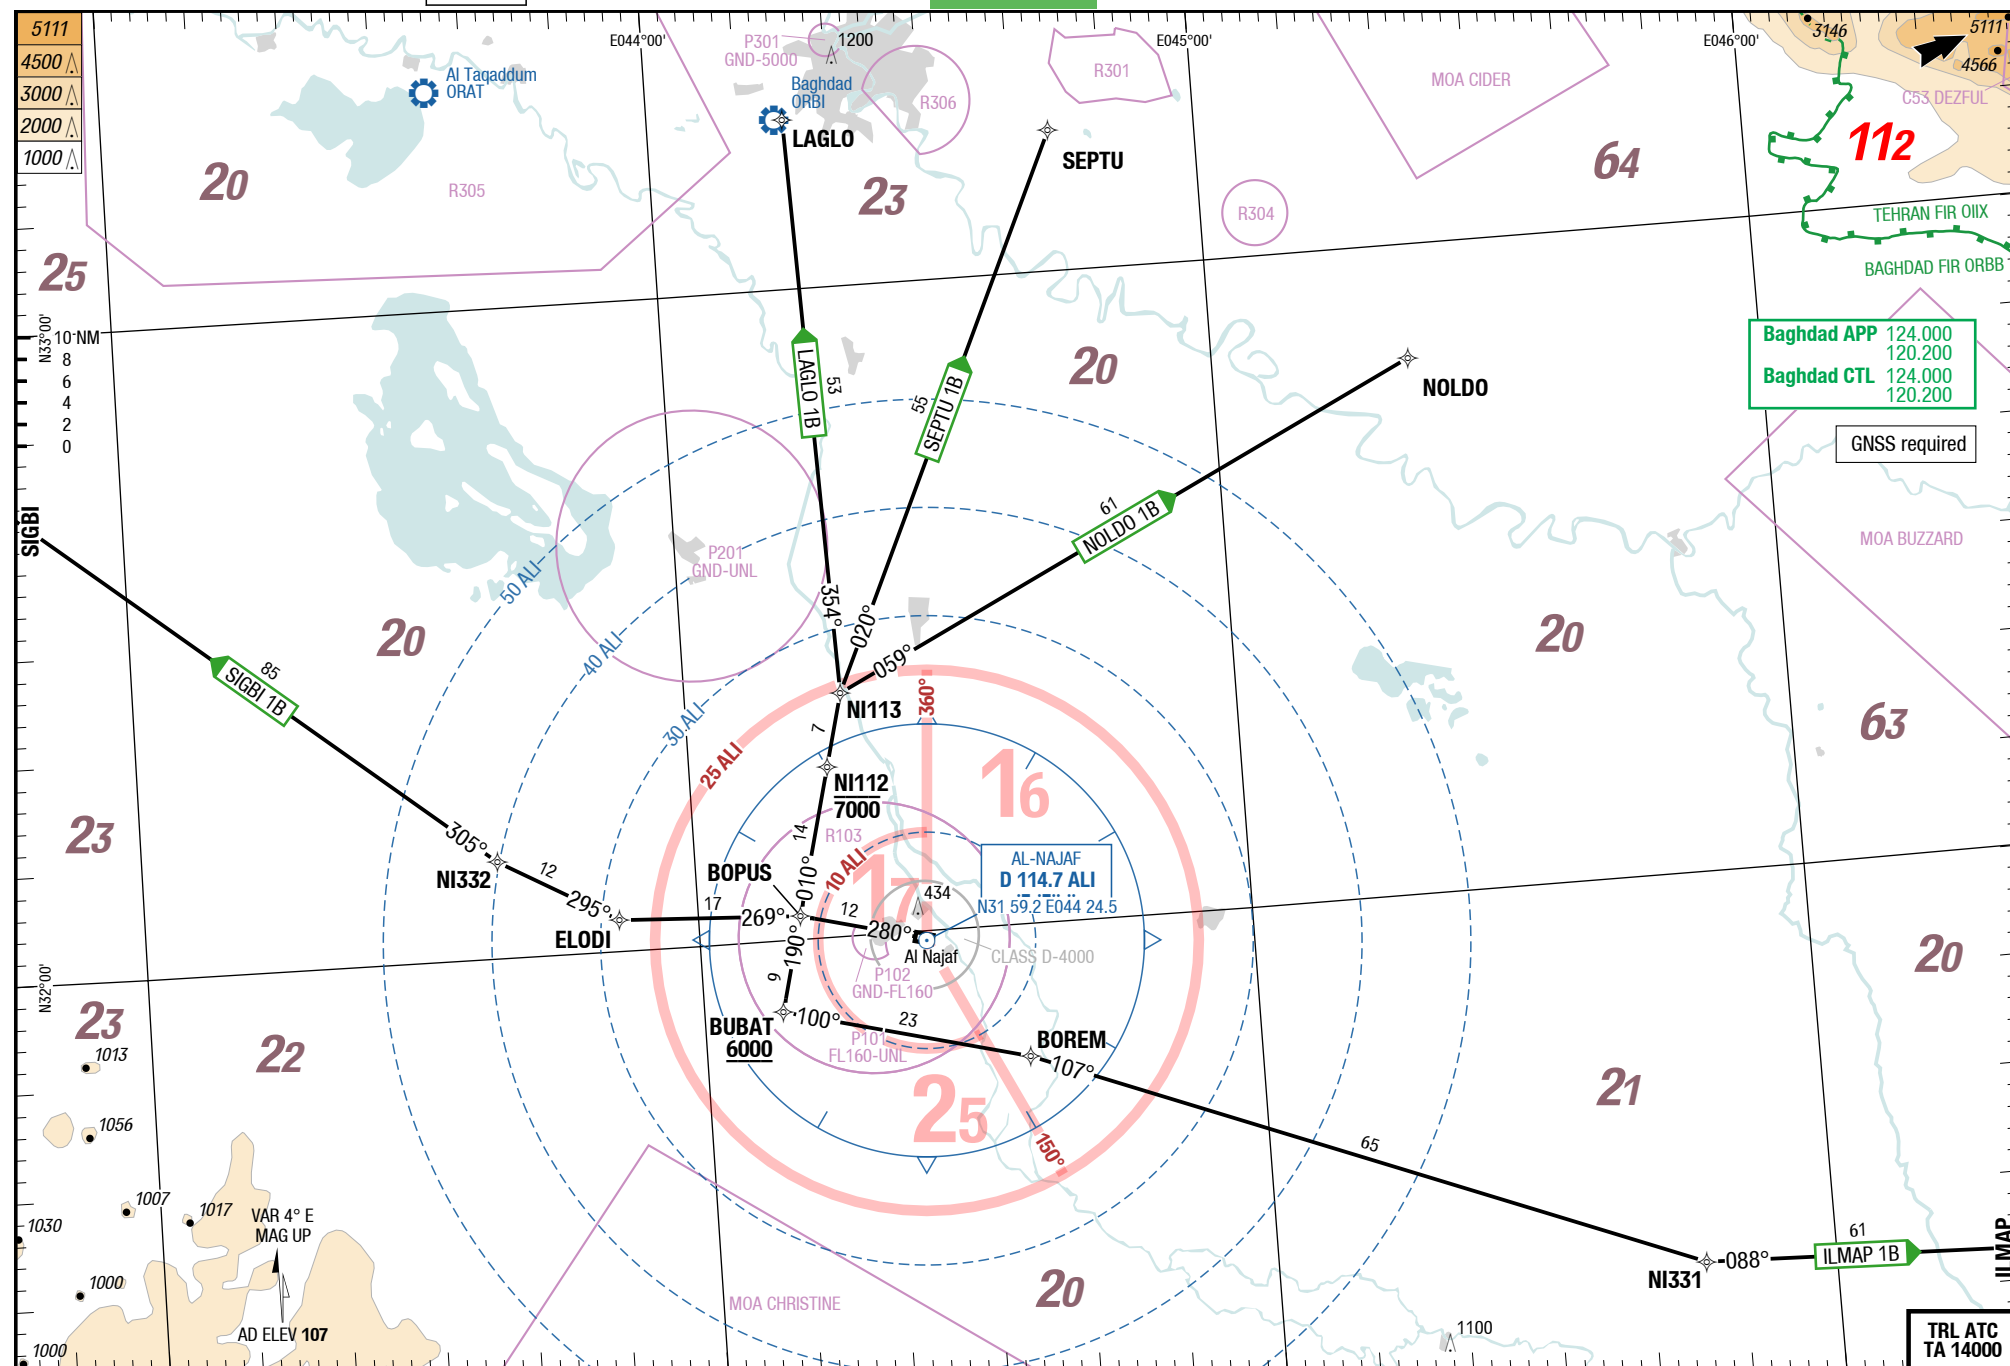 5111
4500
3000
2000
1000
E044°00'
E045°00'
E046°00'
P301
GND-5000
1200
Al Taqaddum
ORAT
Baghdad
ORBI
LAGLO
R306
R301
MOA CIDER
3146
5111
4566
C53 DEZFUL
112
SEPTU
64
20
R305
23
R304
TEHRAN FIR OIIX
BAGHDAD FIR ORBB
25
N33°00'
10 NM
8
6
4
2
0
Baghdad APP 124.000
120.200
Baghdad CTL 124.000
120.200
GNSS required
LAGLO 1B
53
SEPTU 1B
55
20
NOLDO
61
NOLDO 1B
MOA BUZZARD
SIGBI
P201
GND-UNL
50 ALI
40 ALI
30 ALI
25 ALI
10 ALI
20
354°
020°
059°
20
85
SIGBI 1B
NI113
360°
63
7
NI112
7000
16
R103
14
23
305°
NI332
12
295°
ELODI
17
269°
BOPUS
010°
12
280°
17
434
AL-NAJAF
D 114.7 ALI
N31 59.2 E044 24.5
Al Najaf
CLASS D-4000
P102
GND-FL160
190°
9
20
N32°00'
23
BUBAT
6000
100°
23
P101
FL160-UNL
BOREM
107°
22
1013
1056
25
150°
21
65
1007
1017
1030
1000
1000
VAR 4° E
MAG UP
AD ELEV 107
MOA CHRISTINE
20
1100
NI331
088°
61
ILMAP 1B
ILMAP
TRL ATC
TA 14000